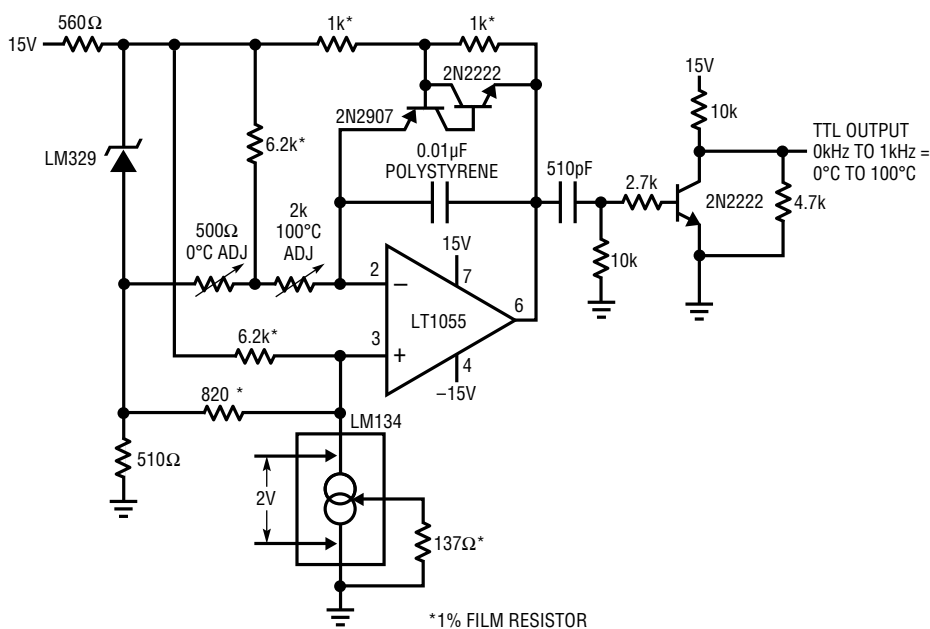 560Ω
15V
1k*
1k*
2N2222
2N2907
15V
10k
LM329
6.2k*
0.01µF
POLYSTYRENE
510pF
TTL OUTPUT
0kHz TO 1kHz =
0°C TO 100°C
2.7k
2N2222
4.7k
500Ω
0°C ADJ
2k
100°C
ADJ
10k
15V
2
7
−
LT1055
6
3
+
6.2k*
4
–15V
820 *
LM134
510Ω
2V
137Ω*
*1% FILM RESISTOR